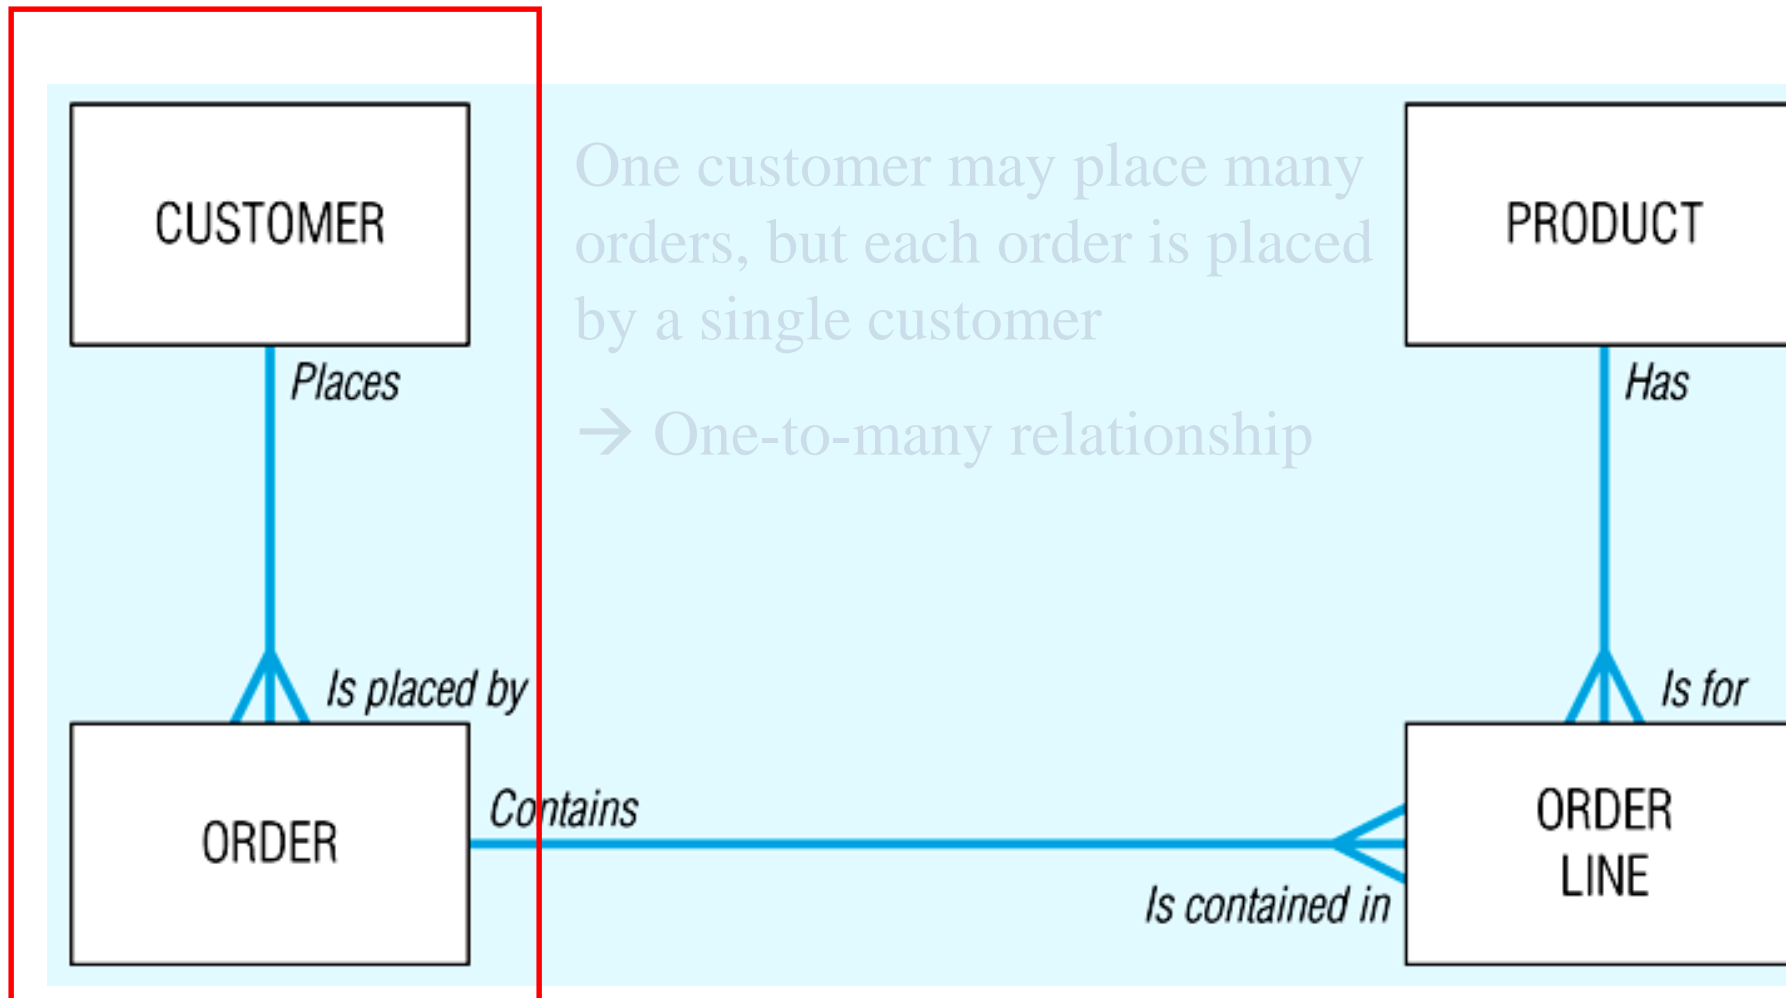 CUSTOMER
One customer may place many
orders, but each order is placed
by a single customer
→ One-to-many relationship
PRODUCT
Places
Has
Is placed by
Is for
ORDER
Contains
Is contained in
ORDER
LINE